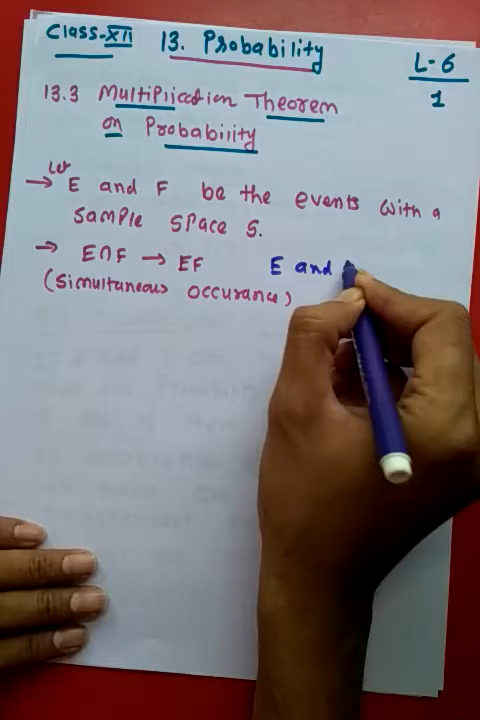 Class-XII 13. Probability L-6
1
13.3 Multiplication Theorem
on Probability
→ Let E and F be the events with a
sample space S.
→ E∩F → EF E and
(simultaneous occurance)